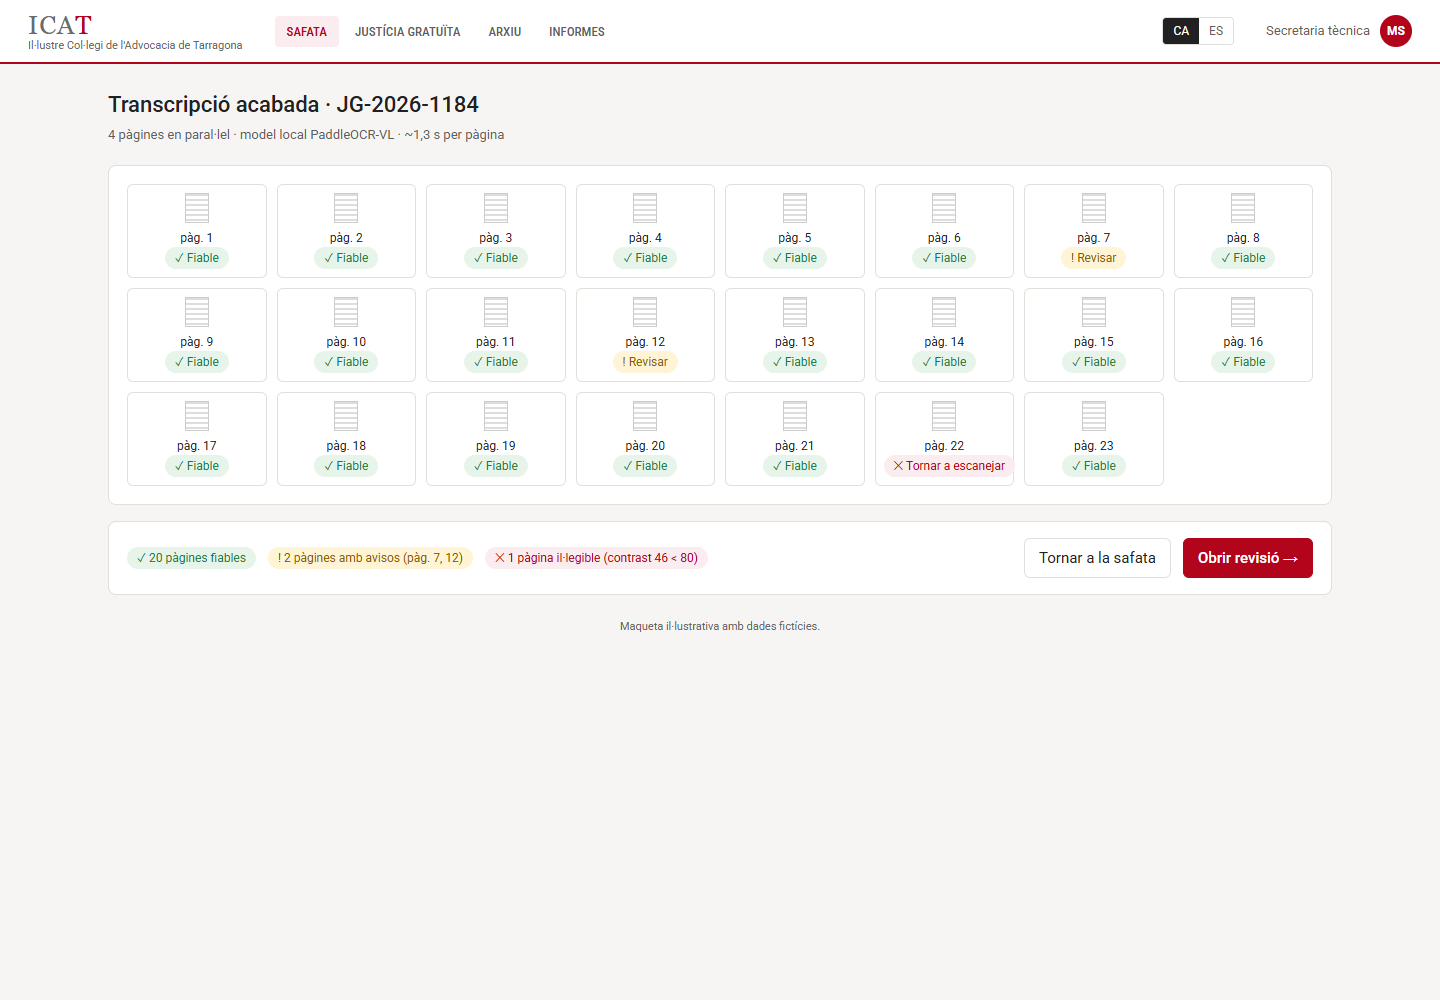 ICAT
Il·lustre Col·legi de l'Advocacia de Tarragona
SAFATA
JUSTÍCIA GRATUÏTA
ARXIU
INFORMES
CA
ES
Secretaria tècnica
MS
Transcripció acabada · JG-2026-1184
4 pàgines en paral·lel · model local PaddleOCR-VL · ~1,3 s per pàgina
pàg. 1
✓ Fiable
pàg. 2
✓ Fiable
pàg. 3
✓ Fiable
pàg. 4
✓ Fiable
pàg. 5
✓ Fiable
pàg. 6
✓ Fiable
pàg. 7
! Revisar
pàg. 8
✓ Fiable
pàg. 9
✓ Fiable
pàg. 10
✓ Fiable
pàg. 11
✓ Fiable
pàg. 12
! Revisar
pàg. 13
✓ Fiable
pàg. 14
✓ Fiable
pàg. 15
✓ Fiable
pàg. 16
✓ Fiable
pàg. 17
✓ Fiable
pàg. 18
✓ Fiable
pàg. 19
✓ Fiable
pàg. 20
✓ Fiable
pàg. 21
✓ Fiable
pàg. 22
✕ Tornar a escanejar
pàg. 23
✓ Fiable
✓ 20 pàgines fiables
! 2 pàgines amb avisos (pàg. 7, 12)
✕ 1 pàgina il·legible (contrast 46 < 80)
Tornar a la safata
Obrir revisió →
Maqueta il·lustrativa amb dades fictícies.